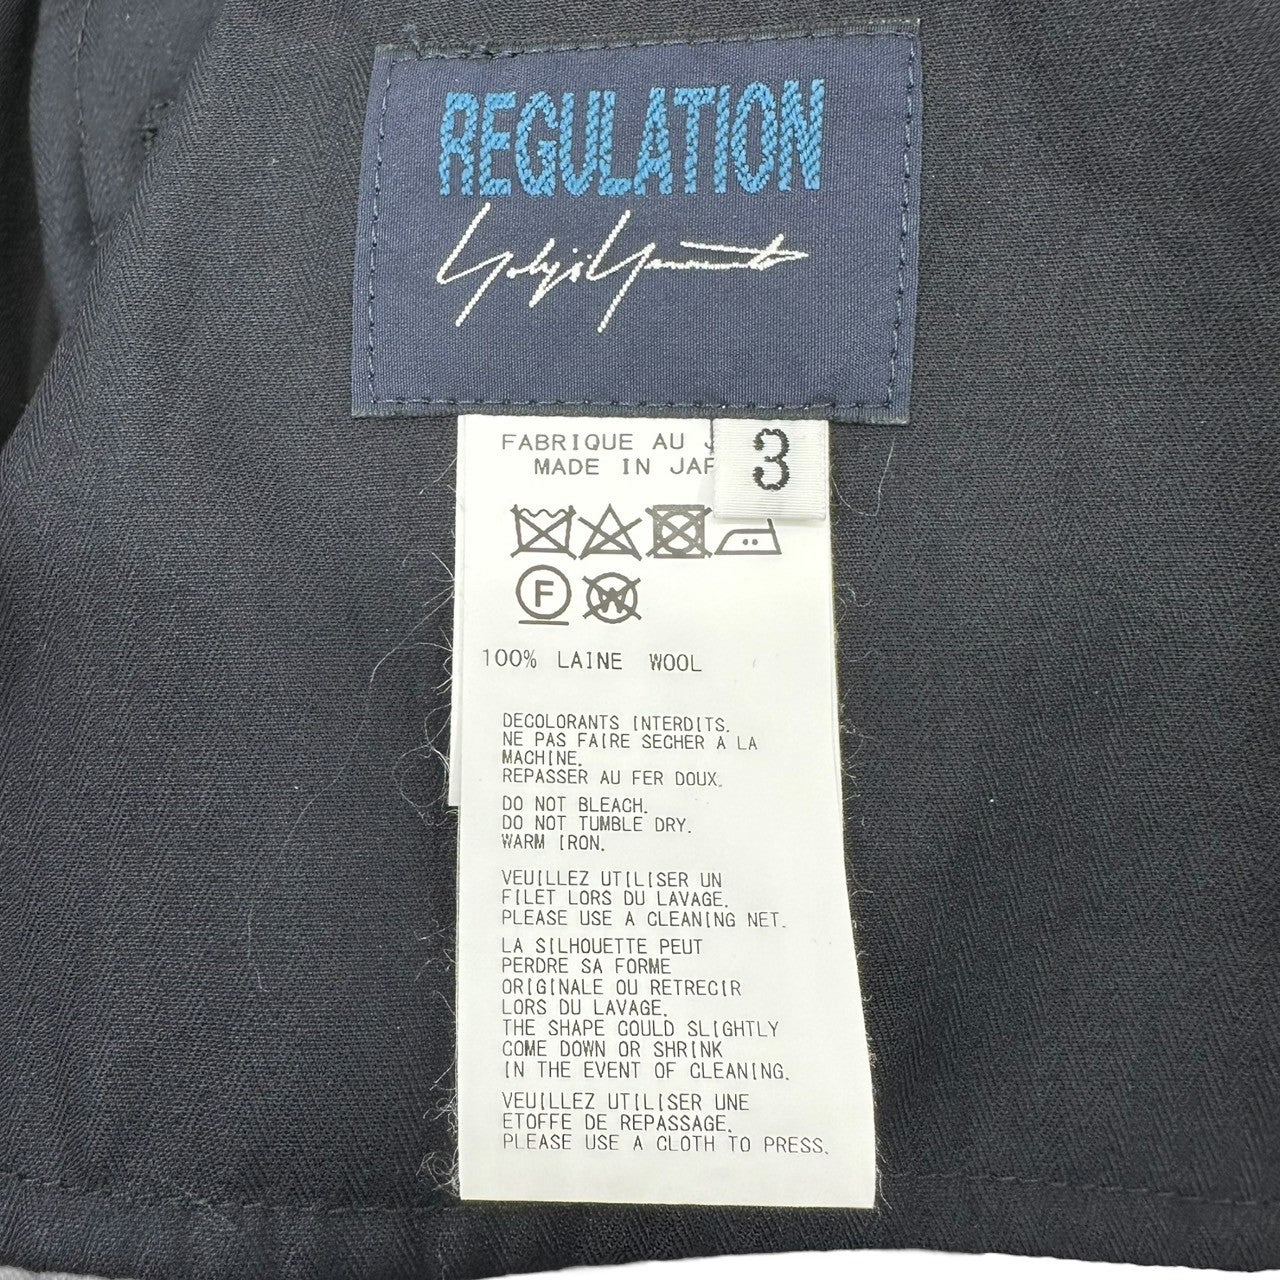 REGULATION
Yohji Yamamoto
FABRIQUE AU
MADE IN
3
F
W
100% LAINE WOOL
DECOLORANTS INTERDITS.
NE PAS FAIRE SECHER A LA
MACHINE.
REPASSER AU FER DOUX.
DO NOT BLEACH.
DO NOT TUMBLE DRY.
WARM IRON.
VEUILLEZ UTILISER UN
FILET LORS DU LAVAGE.
PLEASE USE A CLEANING NET.
LA SILHOUETTE PEUT
PERDRE SA FORME
ORIGINALE OU RETRECIR
LORS DU LAVAGE.
THE SHAPE COULD SLIGHTLY
COME DOWN OR SHRINK
IN THE EVENT OF CLEANING.
VEUILLEZ UTILISER UNE
ETOFFE DE REPASSAGE.
PLEASE USE A CLOTH TO PRESS.